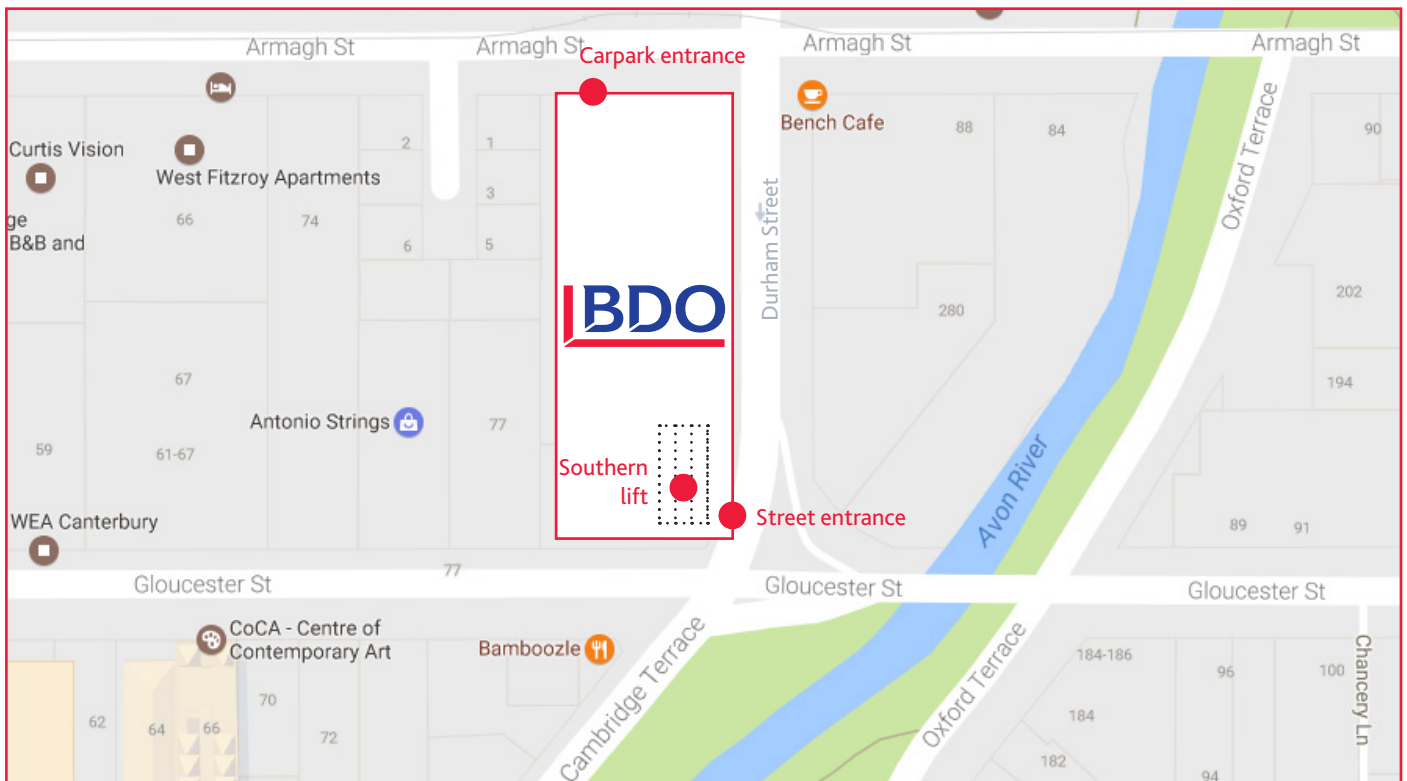 Armagh St
Armagh St
Armagh St
Armagh St
Carpark entrance
Bench Cafe
88
84
90
Curtis Vision
West Fitzroy Apartments
2
1
3
66
74
6
5
ge
B&B and
Durham Street
Oxford Terrace
BDO
280
202
67
194
Antonio Strings
77
59
61-67
Southern
lift
Street entrance
Avon River
WEA Canterbury
89
91
77
Gloucester St
Gloucester St
Gloucester St
CoCA - Centre of
Contemporary Art
Bamboozle
Cambridge Terrace
Oxford Terrace
184-186
96
100
Chancery Ln
62
64
66
70
72
184
182
94